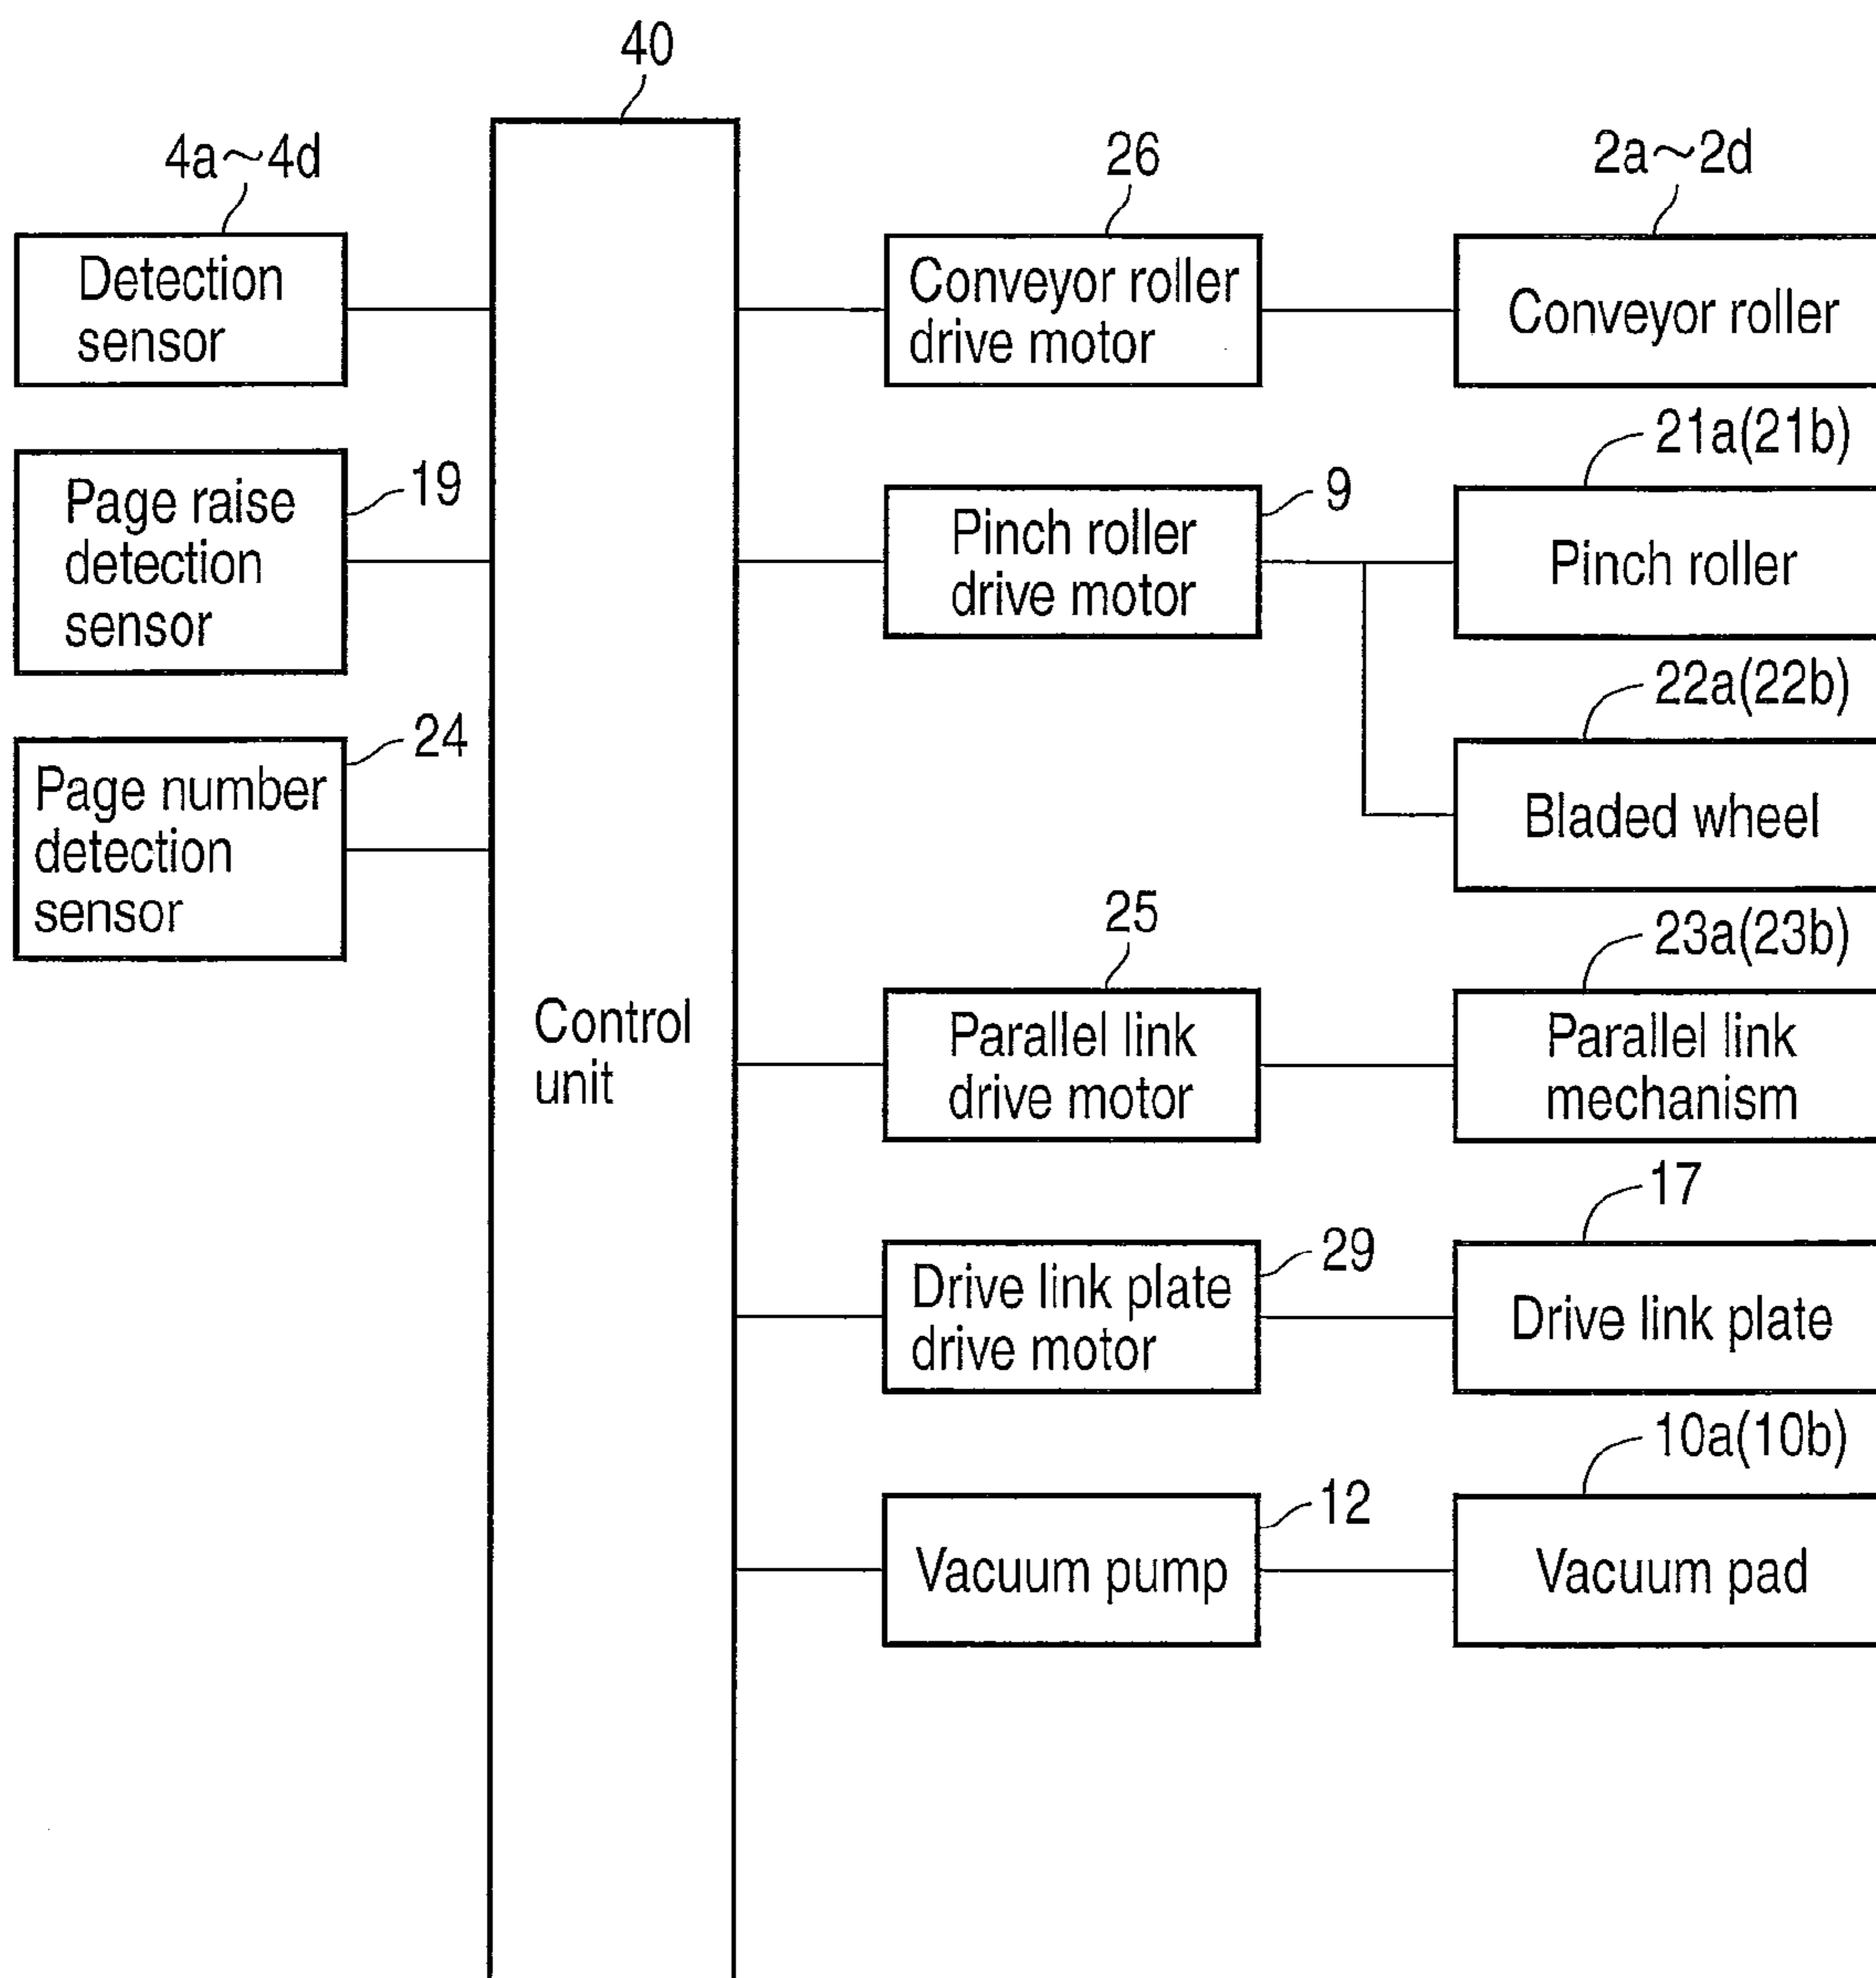 40
4a~4d
Detection
sensor
19
Page raise
detection
sensor
24
Page number
detection
sensor
Control
unit
26
Conveyor roller
drive motor
2a~2d
Conveyor roller
9
Pinch roller
drive motor
21a(21b)
Pinch roller
22a(22b)
Bladed wheel
25
Parallel link
drive motor
23a(23b)
Parallel link
mechanism
29
Drive link plate
drive motor
17
Drive link plate
12
Vacuum pump
10a(10b)
Vacuum pad